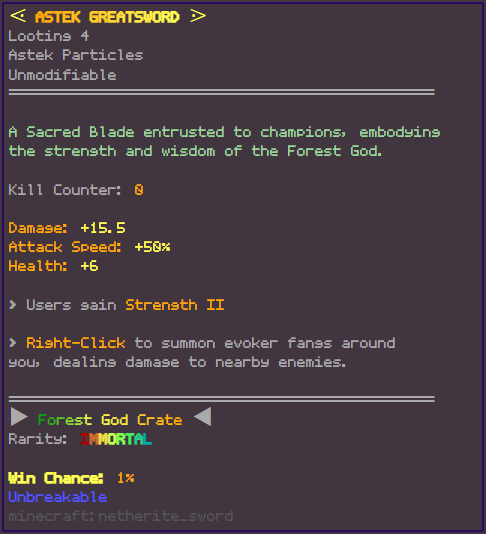 ⪪ ASTEK GREATSWORD ⪫
Looting 4
Astek Particles
Unmodifiable
A Sacred Blade entrusted to champions, embodying
the strength and wisdom of the Forest God.
Kill Counter: 0
Damage: +15.5
Attack Speed: +50%
Health: +6
> Users gain Strength II
> Right-Click to summon evoker fangs around
you, dealing damage to nearby enemies.
▶ Forest God Crate ◀
Rarity: IMMORTAL
Win Chance: 1%
Unbreakable
minecraft:netherite_sword